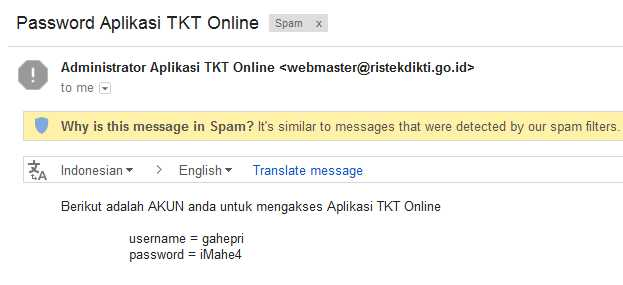 Password Aplikasi TKT Online Spam x
Administrator Aplikasi TKT Online <webmaster@ristekdikti.go.id>
to me
Why is this message in Spam? It's similar to messages that were detected by our spam filters.
Indonesian > English Translate message
Berikut adalah AKUN anda untuk mengakses Aplikasi TKT Online
username = gahepri
password = iMahe4